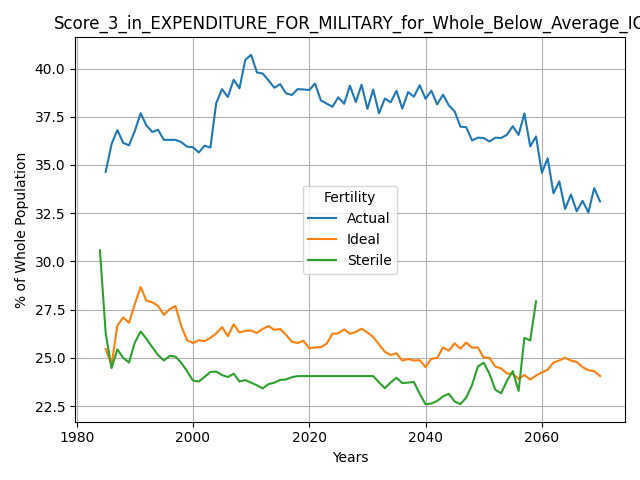 Score_3_in_EXPENDITURE_FOR_MILITARY_for_Whole_Below_Average_IC
% of Whole Population
40.0
37.5
35.0
32.5
30.0
27.5
25.0
22.5
Fertility
Actual
Ideal
Sterile
1980
2000
2020
2040
2060
Years